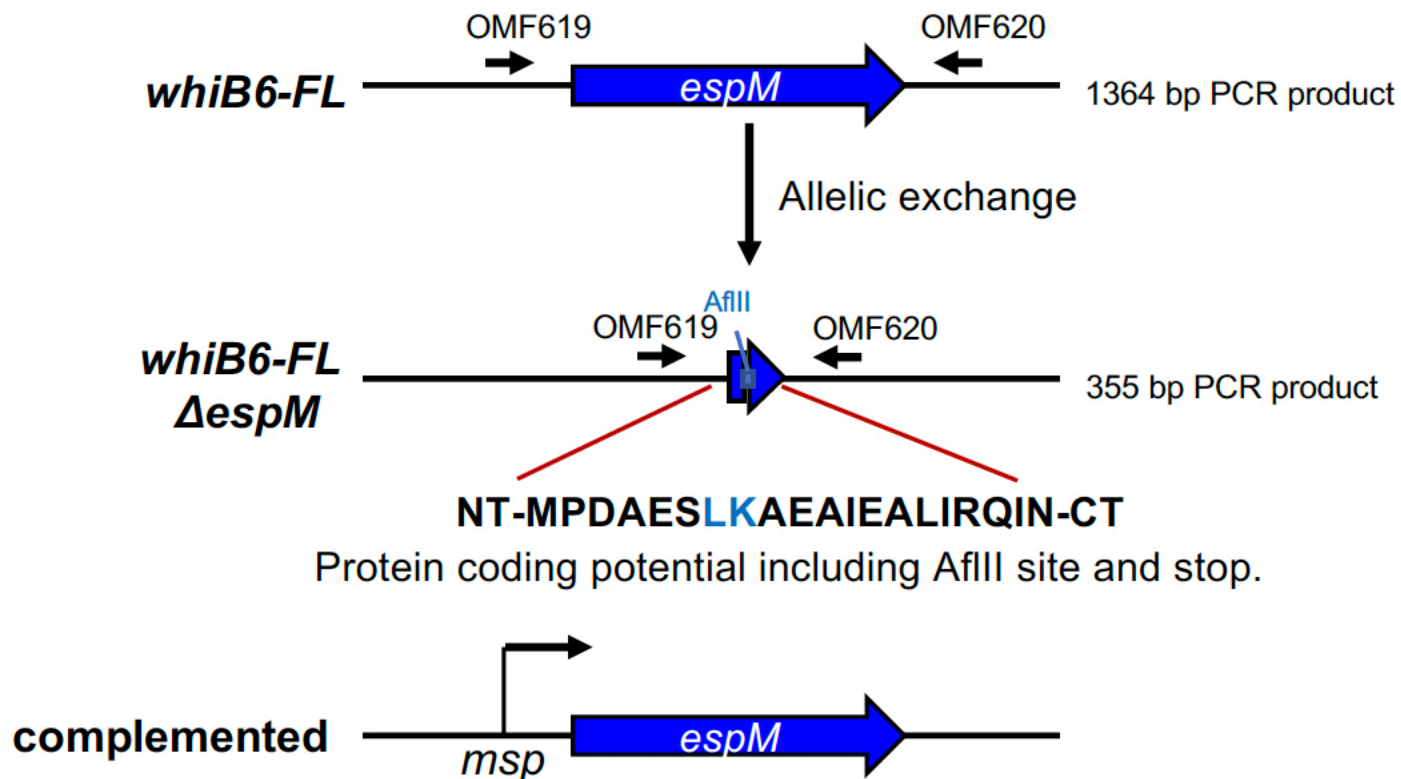 OMF619
OMF620
whiB6-FL
espM
1364 bp PCR product
Allelic exchange
AflII
OMF619
OMF620
whiB6-FL
ΔespM
355 bp PCR product
NT-MPDAESLKAEAIEALIRQIN-CT
Protein coding potential including AflII site and stop.
complemented
msp
espM